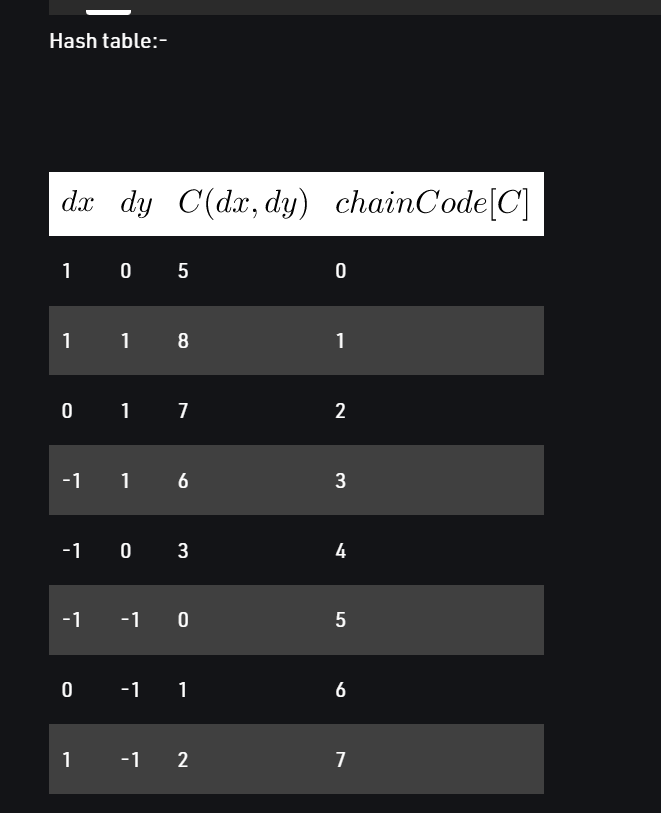 Hash table:-
dx dy C(dx, dy) chainCode[C]
1 0 5 0
1 1 8 1
0 1 7 2
-1 1 6 3
-1 0 3 4
-1 -1 0 5
0 -1 1 6
1 -1 2 7